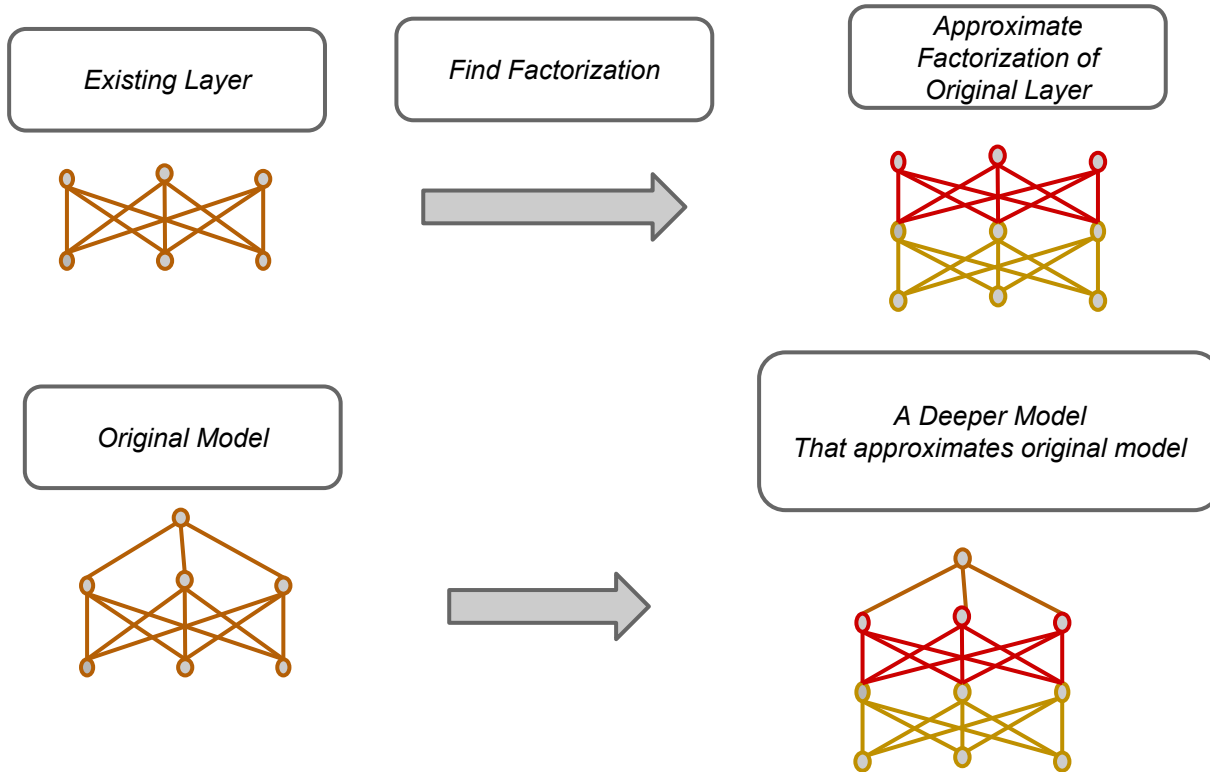 Existing Layer
Find Factorization
Approximate
Factorization of
Original Layer
Original Model
A Deeper Model
That approximates original model